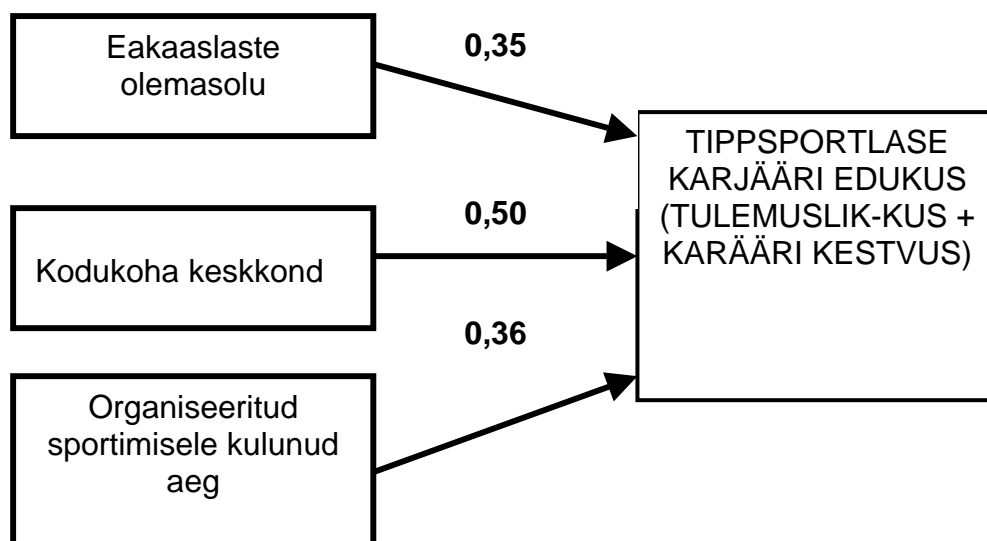 Eakaaslaste
olemasolu
0,35
TIPPSPORTLASE
KARJÄÄRI EDUKUS
(TULEMUSLIK-KUS +
KARÄÄRI KESTVUS)
0,50
Kodukoha keskkond
0,36
Organiseeritud
sportimisele kulunud
aeg